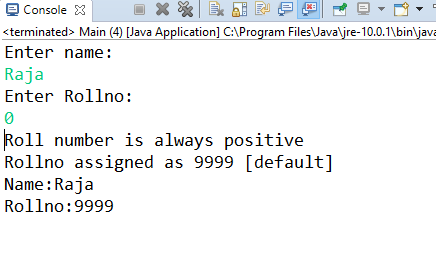 Console
<terminated> Main (4) [Java Application] C:\Program Files\Java\jre-10.0.1\bin\java
Enter name:
Raja
Enter Rollno:
0
Roll number is always positive
Rollno assigned as 9999 [default]
Name:Raja
Rollno:9999